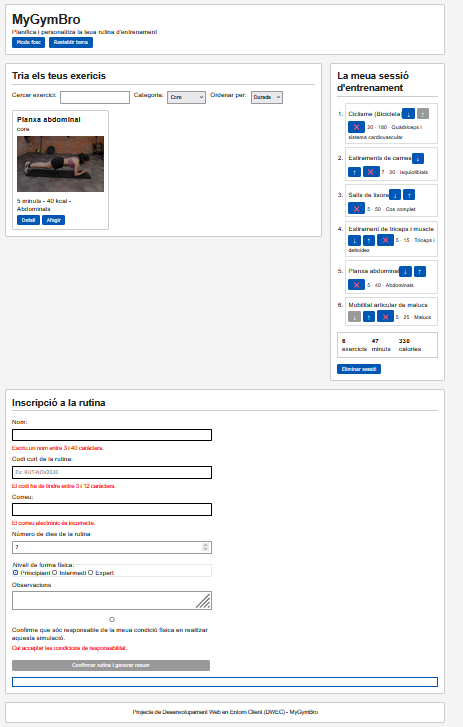 MyGymBro
Planifica i personalitza la teua rutina d'entrenament
Mode fosc Restablir tema
Tria els teus exericis
Cercar exercici: Categoria: Core Ordenar per: Durada
Planxa abdominal
core
5 minuts - 40 kcal -
Abdominals
Detall Afegir
La meua sessió
d'entrenament
1. Ciclisme (Bicicleta) ↓ ↑
✕ 20 · 180 · Quàdriceps i
sistema cardiovascular
2. Estiraments de cames ↓
↑ ✕ 7 · 20 · Isquiotibials
3. Salts de tisora ↓ ↑
✕ 5 · 50 · Cos complet
4. Estirament de tríceps i muscle
↓ ↑ ✕ 5 · 15 · Tríceps i
deltoides
5. Planxa abdominal ↓ ↑
✕ 5 · 40 · Abdominals
6. Mobilitat articular de malucs
↓ ↑ ✕ 5 · 25 · Malucs
6 47 330
exercicis minuts calories
Eliminar sessió
Inscripció a la rutina
Nom:
Escriu un nom entre 3 i 40 caràcters.
Codi curt de la rutina:
Ex: RUT-NOV2026
El codi ha de tindre entre 3 i 12 caràcters.
Correu:
El correu electrònic és incorrecte.
Número de dies de la rutina
7
Nivell de forma física:
Principiant Intermedi Expert
Observacions
Confirme que sóc responsable de la meua condició física en realitzar
aquesta simulació.
Cal acceptar les condicions de responsabilitat.
Confirmar rutina i generar resum
Projecte de Desenvolupament Web en Entorn Client (DWEC) - MyGymBro